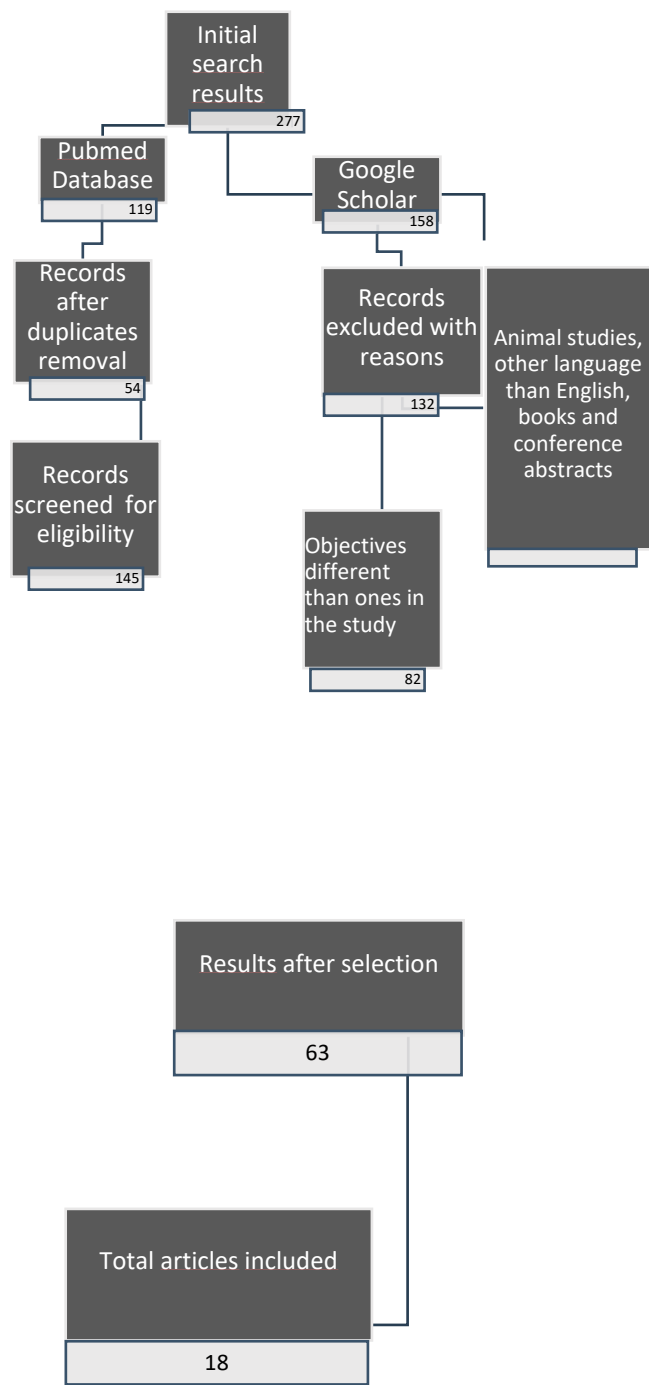 Initial
search
results
277
Pubmed
Database
119
Google
Scholar
158
Records
after
duplicates
removal
54
Records
excluded with
reasons
132
Animal studies,
other language
than English,
books and
conference
abstracts
Records
screened for
eligibility
145
Objectives
different
than ones in
the study
82
Results after selection
63
Total articles included
18